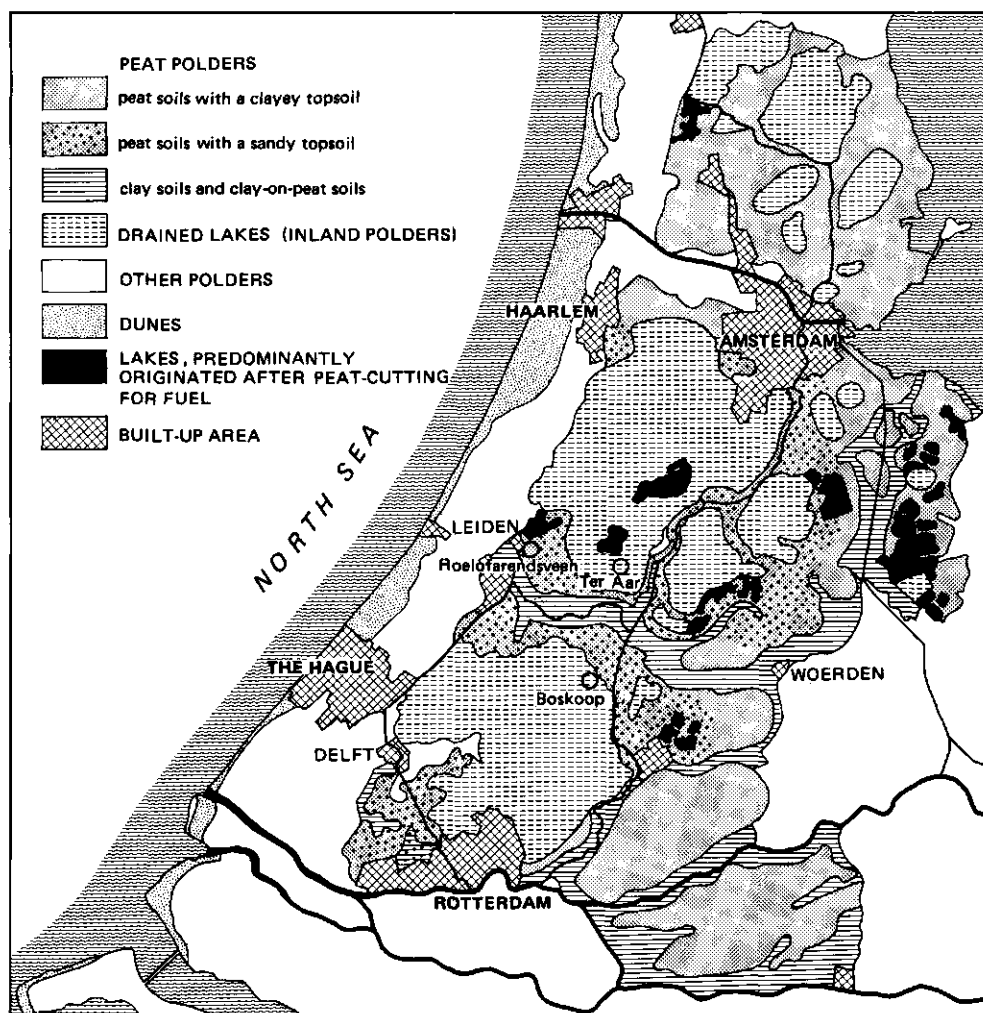 PEAT POLDERS
peat soils with a clayey topsoil
peat soils with a sandy topsoil
clay soils and clay-on-peat soils
DRAINED LAKES (INLAND POLDERS)
OTHER POLDERS
DUNES
LAKES, PREDOMINANTLY
ORIGINATED AFTER PEAT-CUTTING
FOR FUEL
BUILT-UP AREA
HAARLEM
AMSTERDAM
NORTH SEA
LEIDEN
Roelofarendsveen
Ter Aar
THE HAGUE
WOERDEN
Boskoop
DELFT
ROTTERDAM